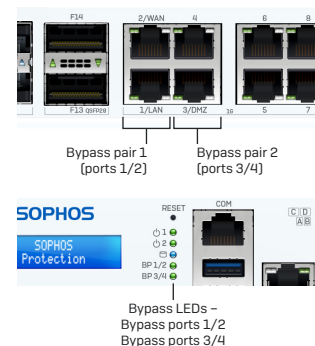 F14 2/WAN 4 6 8
F13 QSFP28 1/LAN 3/DMZ 1G 5 7
Bypass pair 1
(ports 1/2)
Bypass pair 2
(ports 3/4)
SOPHOS
RESET
COM
C D
A B
SOPHOS
Protection
1
2
BP 1/2
BP 3/4
Bypass LEDs –
Bypass ports 1/2
Bypass ports 3/4